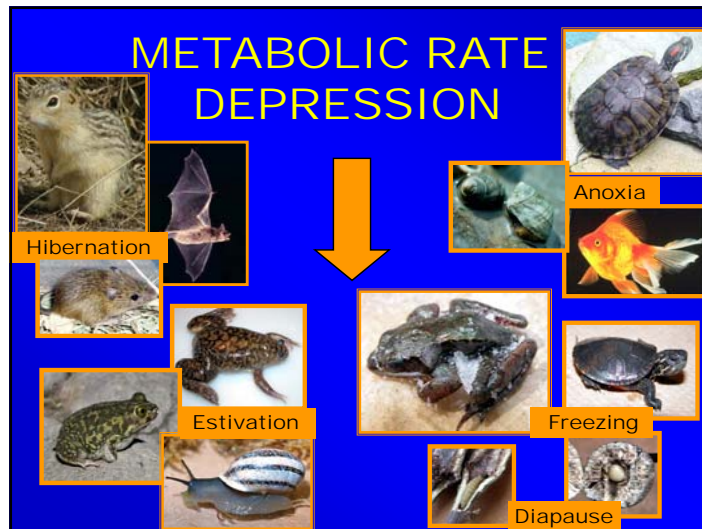 METABOLIC RATE
DEPRESSION
Anoxia
Hibernation
Estivation
Freezing
Diapause